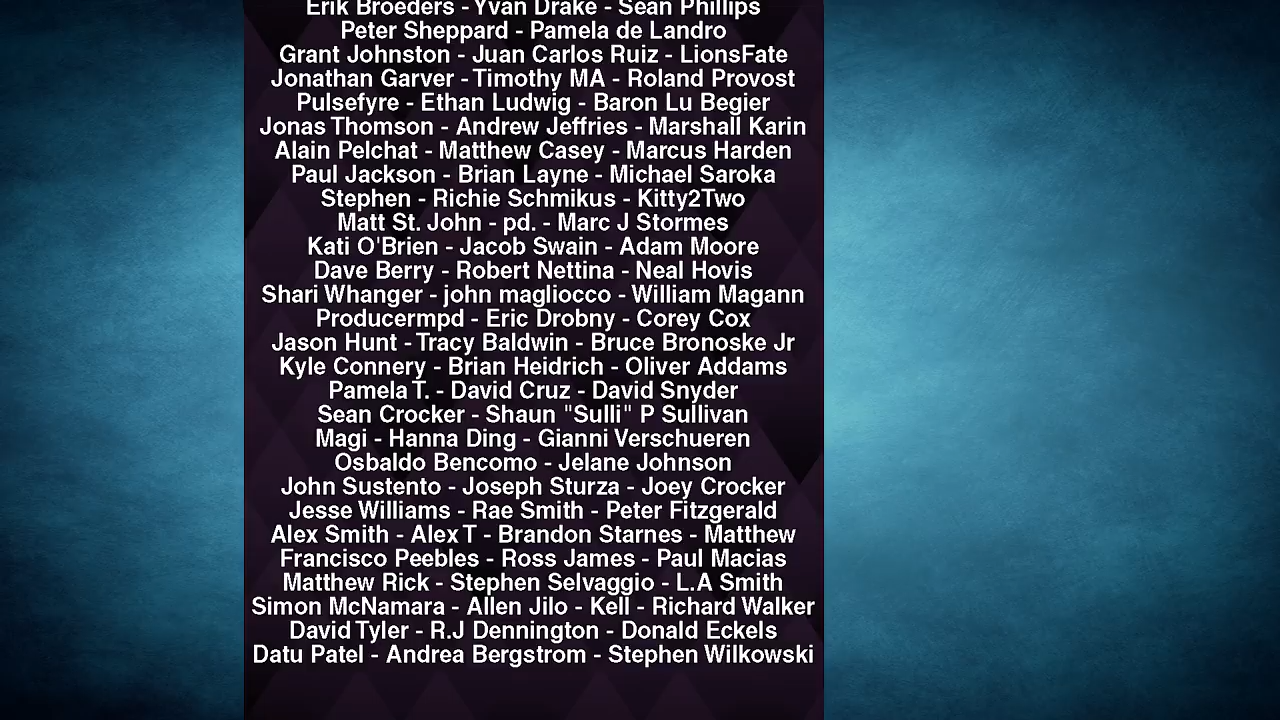 Erik Broeders - Yvan Drake - Sean Phillips
Peter Sheppard - Pamela de Landro
Grant Johnston - Juan Carlos Ruiz - LionsFate
Jonathan Garver - Timothy MA - Roland Provost
Pulsefyre - Ethan Ludwig - Baron Lu Begier
Jonas Thomson - Andrew Jeffries - Marshall Karin
Alain Pelchat - Matthew Casey - Marcus Harden
Paul Jackson - Brian Layne - Michael Saroka
Stephen - Richie Schmikus - Kitty2Two
Matt St. John - pd. - Marc J Stormes
Kati O'Brien - Jacob Swain - Adam Moore
Dave Berry - Robert Nettina - Neal Hovis
Shari Whanger - john magliocco - William Magann
Producermpd - Eric Drobny - Corey Cox
Jason Hunt - Tracy Baldwin - Bruce Bronoske Jr
Kyle Connery - Brian Heidrich - Oliver Addams
Pamela T. - David Cruz - David Snyder
Sean Crocker - Shaun "Sulli" P Sullivan
Magi - Hanna Ding - Gianni Verschueren
Osbaldo Bencomo - Jelane Johnson
John Sustento - Joseph Sturza - Joey Crocker
Jesse Williams - Rae Smith - Peter Fitzgerald
Alex Smith - Alex T - Brandon Starnes - Matthew
Francisco Peebles - Ross James - Paul Macias
Matthew Rick - Stephen Selvaggio - L.A Smith
Simon McNamara - Allen Jilo - Kell - Richard Walker
David Tyler - R.J Dennington - Donald Eckels
Datu Patel - Andrea Bergstrom - Stephen Wilkowski